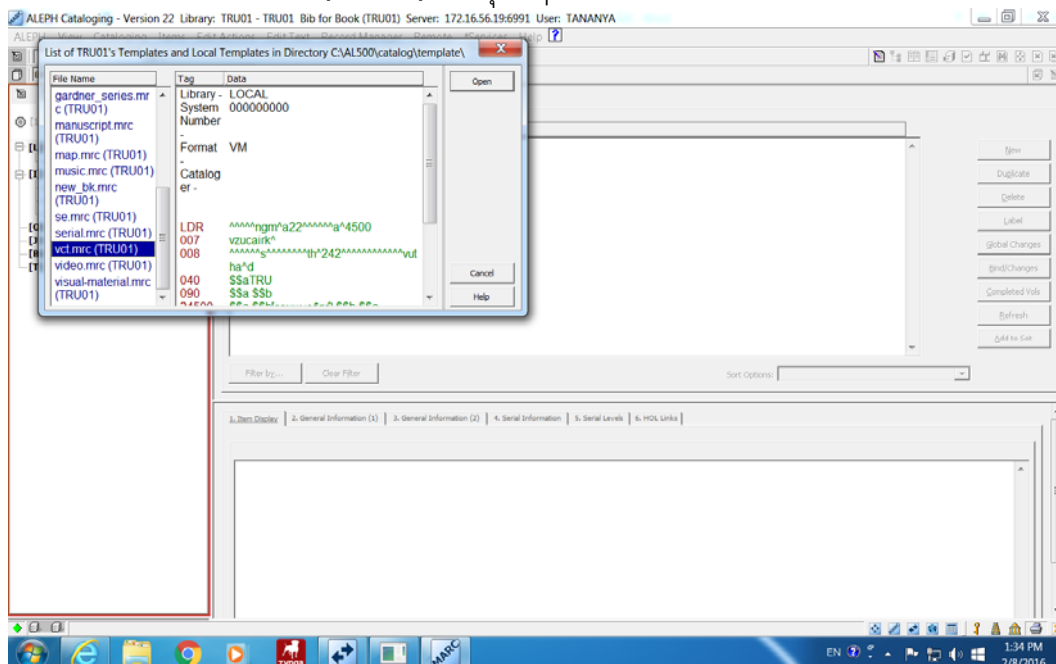 ALEPH Cataloging - Version 22 Library: TRU01 - TRU01 Bib for Book (TRU01) Server: 172.16.56.19:6991 User: TANANYA
List of TRU01's Templates and Local Templates in Directory C:\AL500\catalog\template\
File Name
gardner_series.mr
c (TRU01)
manuscript.mrc
(TRU01)
map.mrc (TRU01)
music.mrc (TRU01)
new_bk.mrc
(TRU01)
se.mrc (TRU01)
serial.mrc (TRU01)
vct.mrc (TRU01)
video.mrc (TRU01)
visual-material.mrc
(TRU01)
Tag Data
Library - LOCAL
System 000000000
Number
-
Format VM
-
Catalog
er -
LDR ^^^^^ngm^a22^^^^^^a^4500
007 vzucairk^
008 ^^^^^^s^^^^^^^^th^242^^^^^^^^^^^^vut
ha^d
040 $$aTRU
090 $$a $$b
Open
Cancel
Help
New
Duplicate
Delete
Label
Global Changes
Bind/Changes
Completed Vols
Refresh
Add to Set
Filter by...
Clear Filter
Sort Options:
1. Item Display
2. General Information (1)
3. General Information (2)
4. Serial Information
5. Serial Levels
6. HOL Links
MARC
EN
1:34 PM
2/8/2016